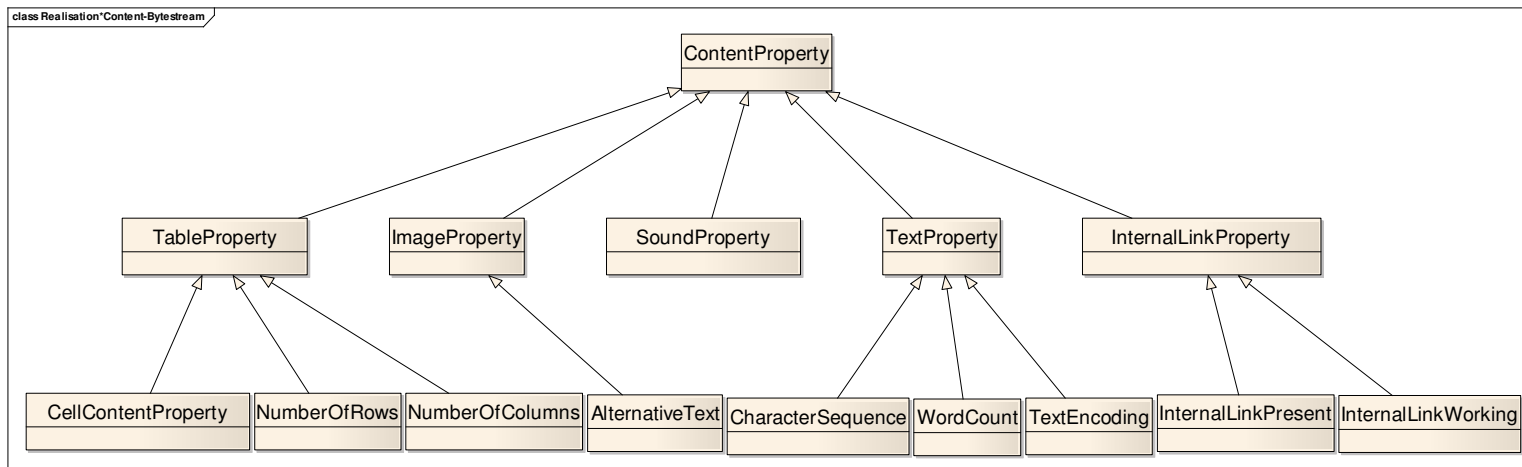 class Realisation*Content-Bytestream
ContentProperty
TableProperty
ImageProperty
SoundProperty
TextProperty
InternalLinkProperty
CellContentProperty
NumberOfRows
NumberOfColumns
AlternativeText
CharacterSequence
WordCount
TextEncoding
InternalLinkPresent
InternalLinkWorking